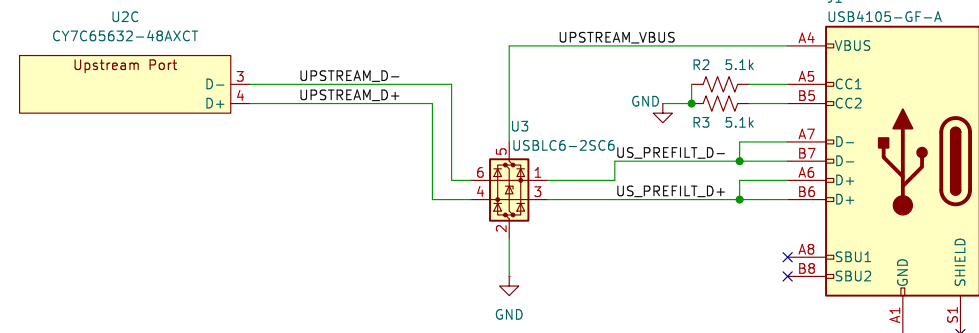 U2C
CY7C65632-48AXCT
Upstream Port
D- 3
D+ 4
UPSTREAM_D-
UPSTREAM_D+
U3
USBLC6-2SC6
5
6 1
4 3
2
GND
UPSTREAM_VBUS
R2 5.1k
GND
R3 5.1k
US_PREFILT_D-
US_PREFILT_D+
USB4105-GF-A
A4 VBUS
A5 CC1
B5 CC2
A7 D-
B7 D-
A6 D+
B6 D+
A8 SBU1
B8 SBU2
GND
A1
SHIELD
S1